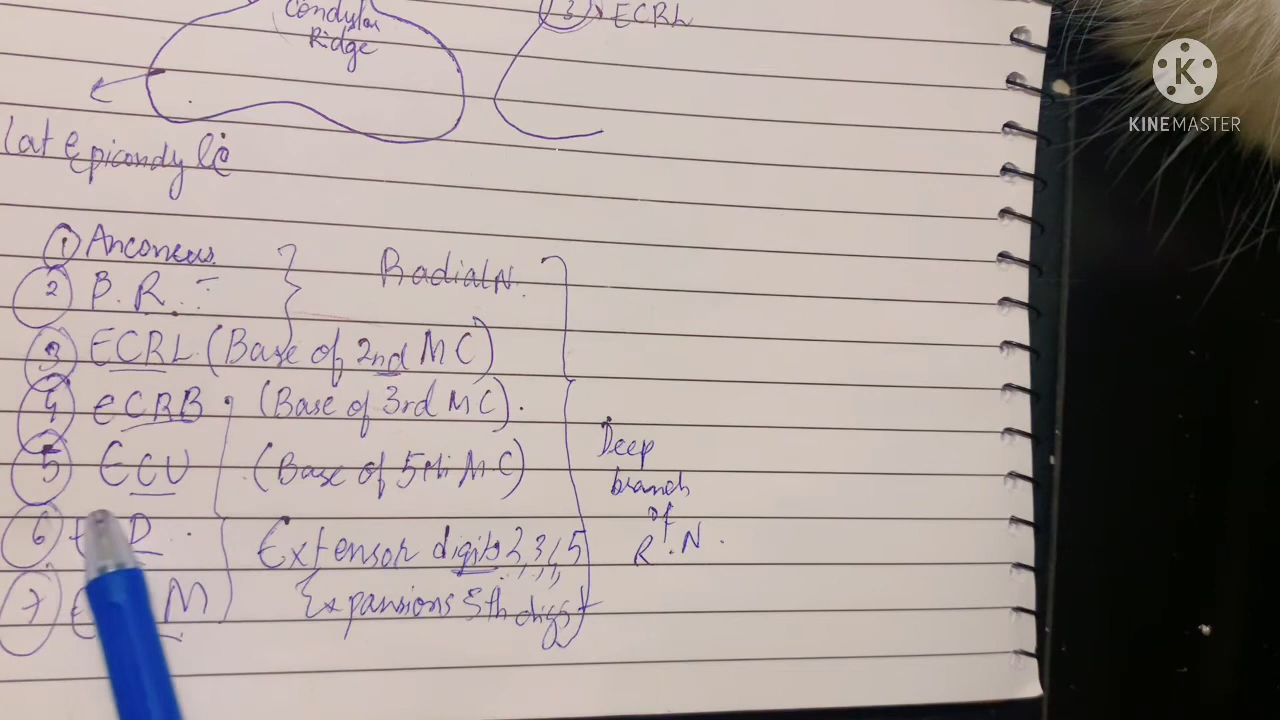 Condylar
Ridge
3 ECRL
K
KINEMASTER
Lat Epicondyle
1 Anconeus
2 B.R.
Radial N.
3 ECRL (Base of 2nd MC)
4 ECRB (Base of 3rd MC).
5 ECU (Base of 5th MC)
Deep
branch
of
R.N.
6 D. Extensor digits 2,3,4,5
7 M Expansions 5th digit